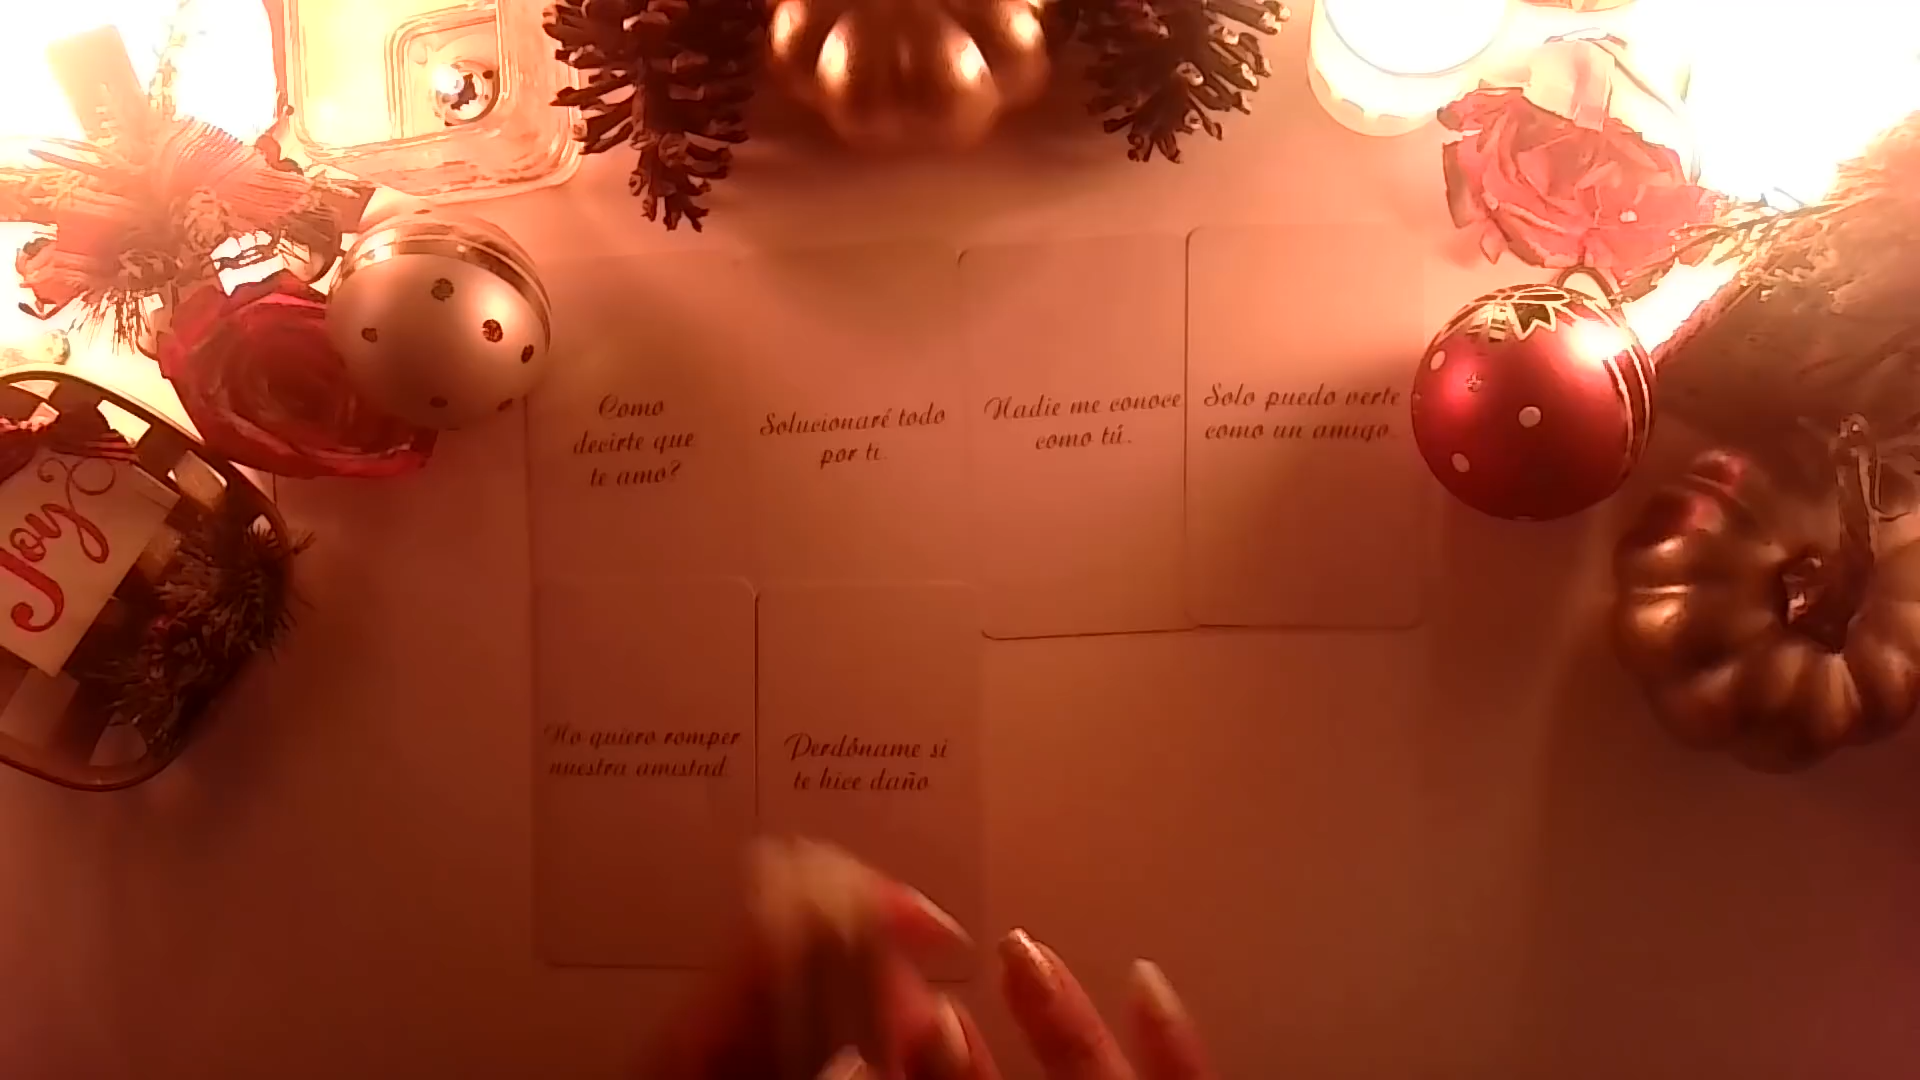 Como
decirte que
te amo?
Solucionaré todo
por ti.
Nadie me conoce
como tú.
Solo puedo verte
como un amigo.
No quiero romper
nuestra amistad.
Perdóname si
te hice daño
Joy